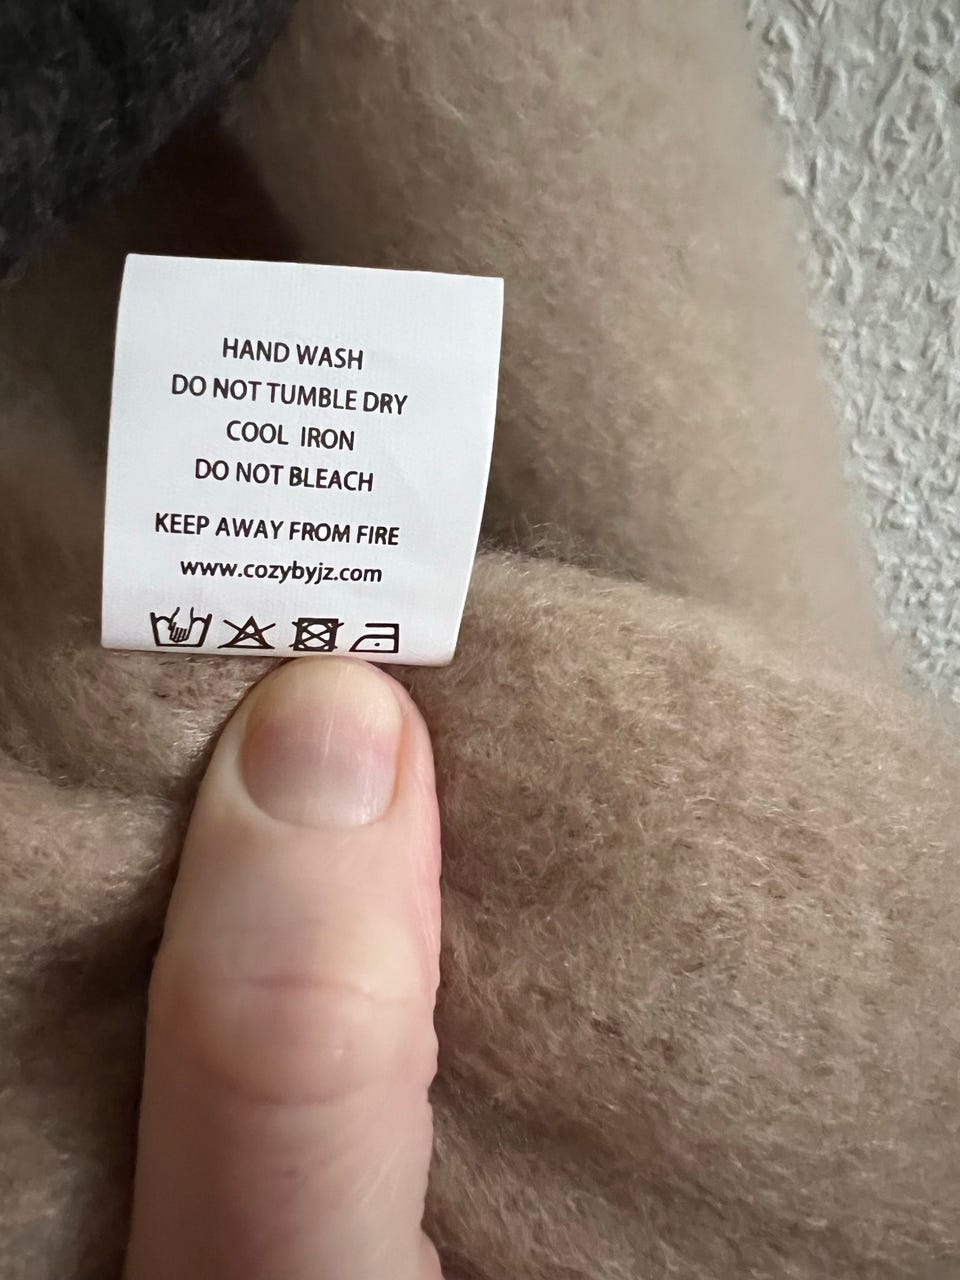 HAND WASH
DO NOT TUMBLE DRY
COOL IRON
DO NOT BLEACH
KEEP AWAY FROM FIRE
www.cozybyjz.com